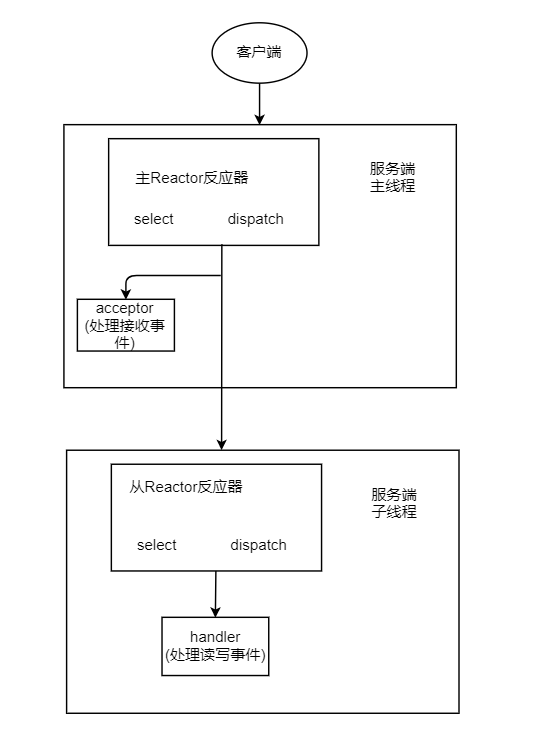 客户端
主Reactor反应器
服务端
主线程
select dispatch
acceptor
(处理接收事
件)
从Reactor反应器
服务端
子线程
select dispatch
handler
(处理读写事件)